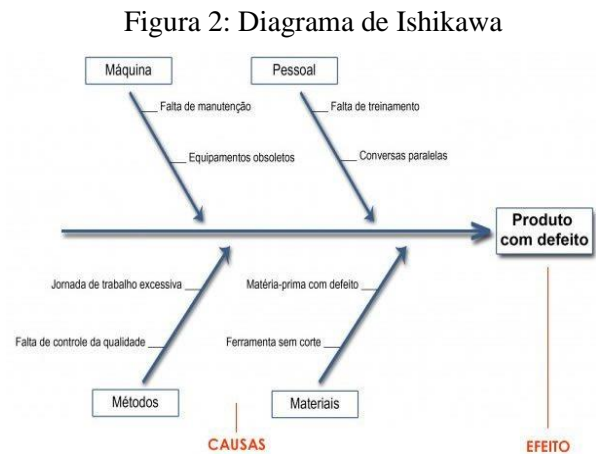 Figura 2: Diagrama de Ishikawa
Máquina
Pessoal
Falta de manutenção
Falta de treinamento
Equipamentos obsoletos
Conversas paralelas
Produto
com defeito
Jornada de trabalho excessiva
Matéria-prima com defeito
Falta de controle da qualidade
Ferramenta sem corte
Métodos
Materiais
CAUSAS
EFEITO